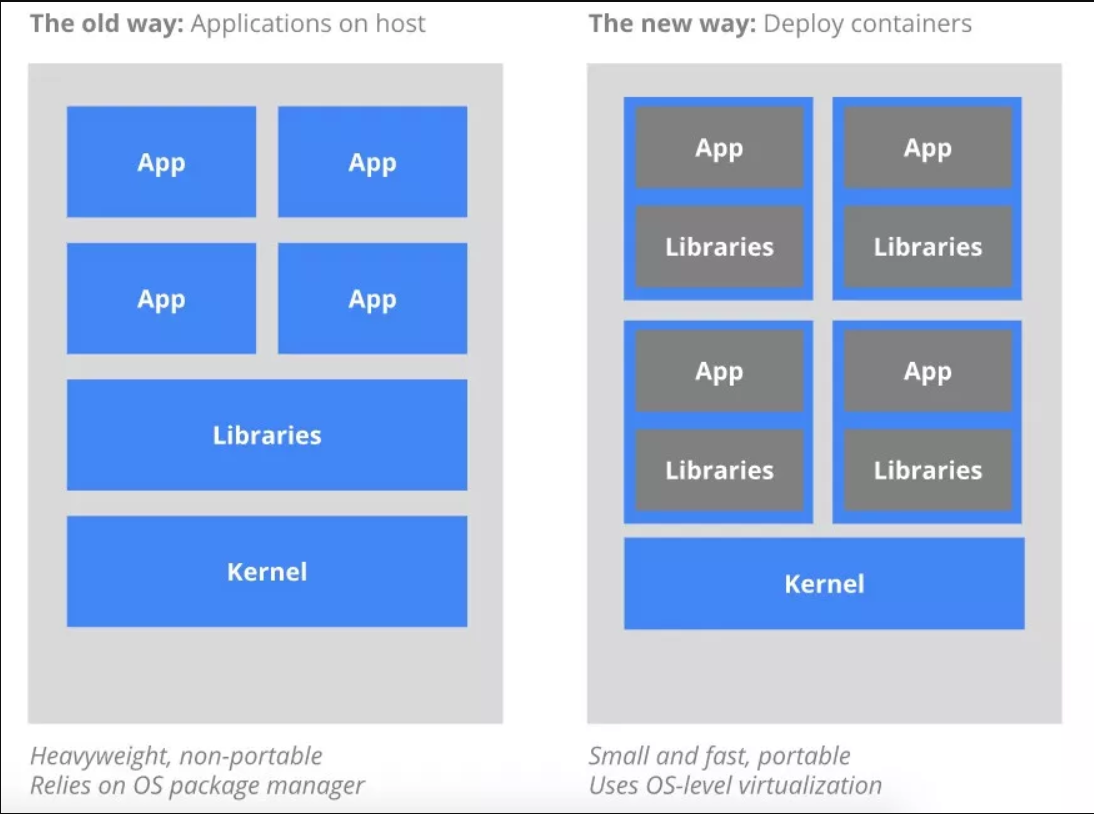 The old way: Applications on host
App
App
App
App
Libraries
Kernel
Heavyweight, non-portable
Relies on OS package manager
The new way: Deploy containers
App
App
Libraries
Libraries
App
App
Libraries
Libraries
Kernel
Small and fast, portable
Uses OS-level virtualization